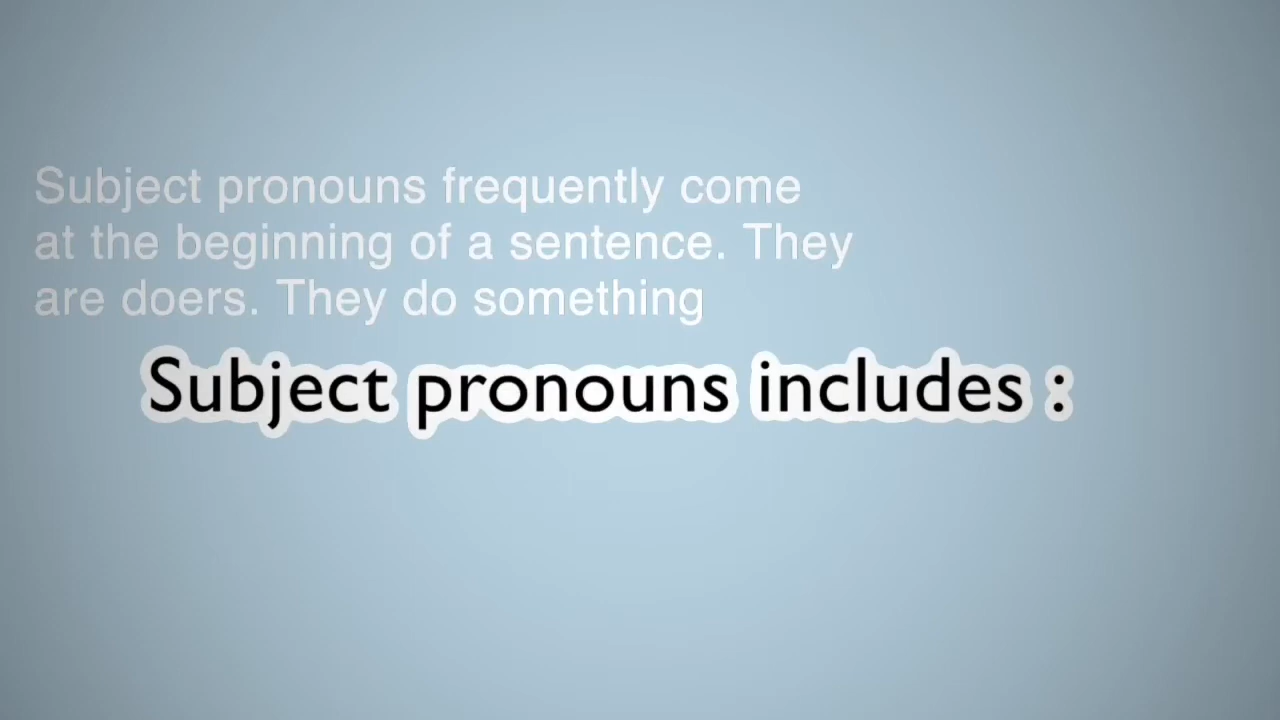 Subject pronouns frequently come
at the beginning of a sentence. They
are doers. They do something
Subject pronouns includes :